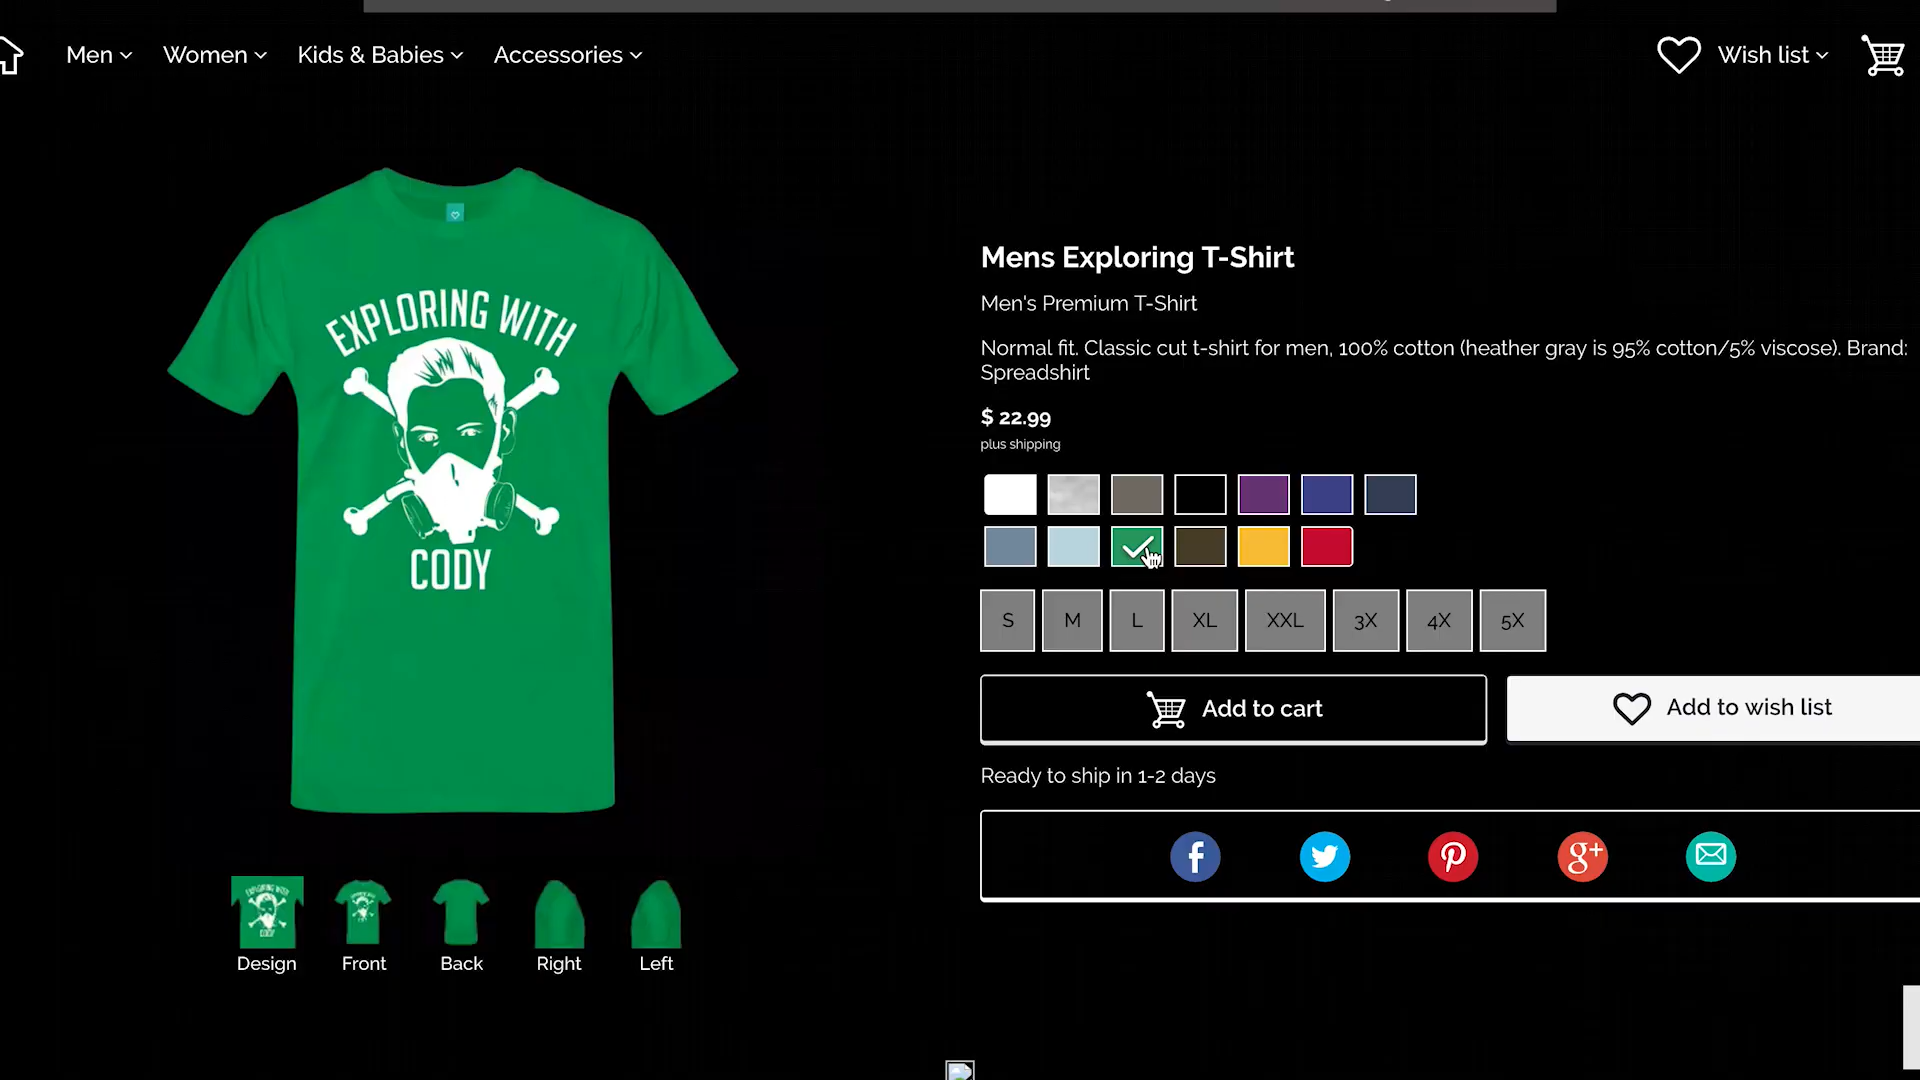 Men Women Kids & Babies Accessories Wish list
EXPLORING WITH
CODY
Mens Exploring T-Shirt
Men's Premium T-Shirt
Normal fit. Classic cut t-shirt for men, 100% cotton (heather gray is 95% cotton/5% viscose). Brand:
Spreadshirt
$ 22.99
plus shipping
S M L XL XXL 3X 4X 5X
Add to cart Add to wish list
Ready to ship in 1-2 days
f g+
EXPLORING WITH
CODY
Design Front Back Right Left